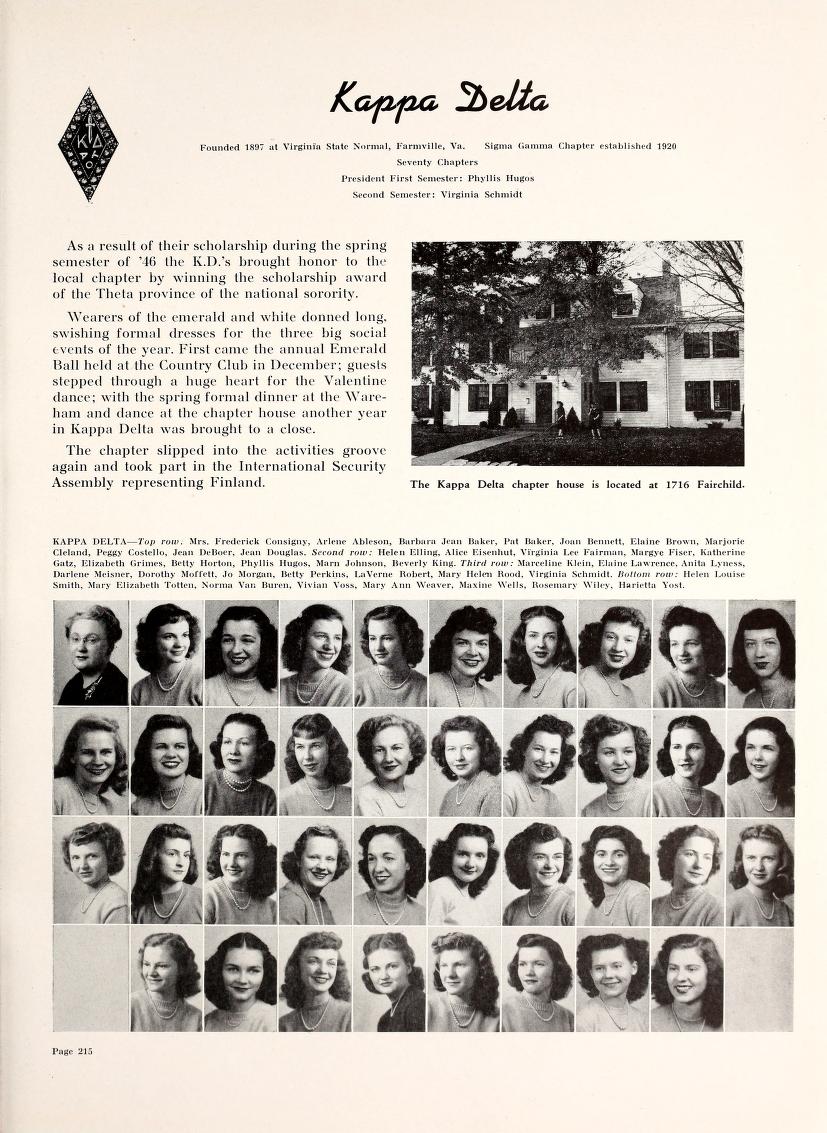 Kappa Delta
ΚΔ
ΑΟΤ
Founded 1897 at Virginia State Normal, Farmville, Va. Sigma Gamma Chapter established 1920
Seventy Chapters
President First Semester: Phyllis Hugos
Second Semester: Virginia Schmidt
As a result of their scholarship during the spring
semester of '46 the K.D.'s brought honor to the
local chapter by winning the scholarship award
of the Theta province of the national sorority.
Wearers of the emerald and white donned long,
swishing formal dresses for the three big social
events of the year. First came the annual Emerald
Ball held at the Country Club in December; guests
stepped through a huge heart for the Valentine
dance; with the spring formal dinner at the Ware-
ham and dance at the chapter house another year
in Kappa Delta was brought to a close.
The chapter slipped into the activities groove
again and took part in the International Security
Assembly representing Finland.
The Kappa Delta chapter house is located at 1716 Fairchild.
KAPPA DELTA—Top row: Mrs. Frederick Consigny, Arlene Ableson, Barbara Jean Baker, Pat Baker, Joan Bennett, Elaine Brown, Marjorie
Cleland, Peggy Costello, Jean DeBoer, Jean Douglas. Second row: Helen Elling, Alice Eisenhut, Virginia Lee Fairman, Margye Fiser, Katherine
Gatz, Elizabeth Grimes, Betty Horton, Phyllis Hugos, Marn Johnson, Beverly King. Third row: Marceline Klein, Elaine Lawrence, Anita Lyness,
Darlene Meisner, Dorothy Moffett, Jo Morgan, Betty Perkins, LaVerne Robert, Mary Helen Rood, Virginia Schmidt. Bottom row: Helen Louise
Smith, Mary Elizabeth Totten, Norma Van Buren, Vivian Voss, Mary Ann Weaver, Maxine Wells, Rosemary Wiley, Harietta Yost.
Page 215